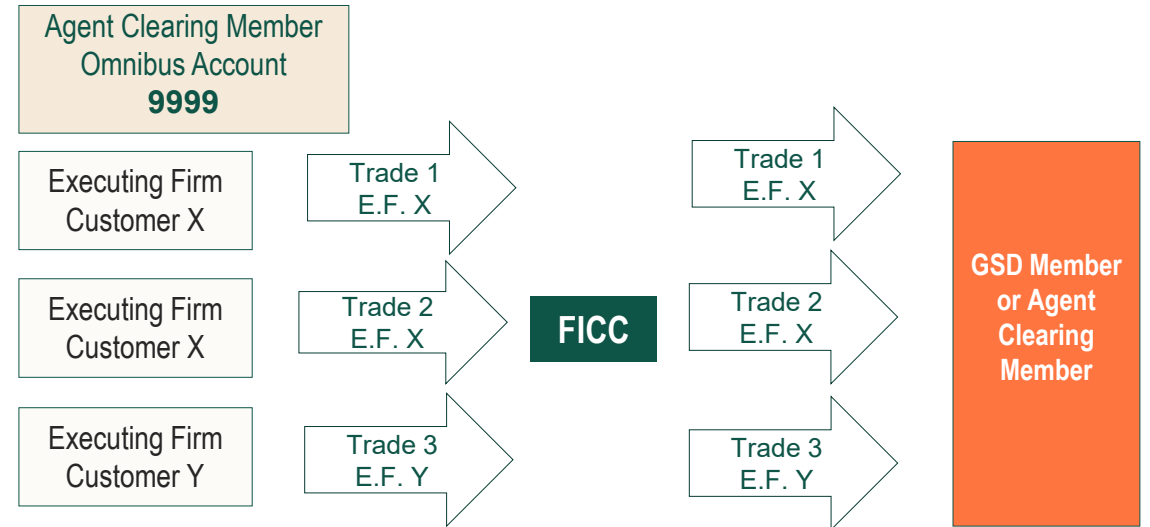 Agent Clearing Member
Omnibus Account
9999
Executing Firm
Customer X
Trade 1
E.F. X
Trade 1
E.F. X
Executing Firm
Customer X
Trade 2
E.F. X
FICC
Trade 2
E.F. X
Executing Firm
Customer Y
Trade 3
E.F. Y
Trade 3
E.F. Y
GSD Member
or Agent
Clearing
Member